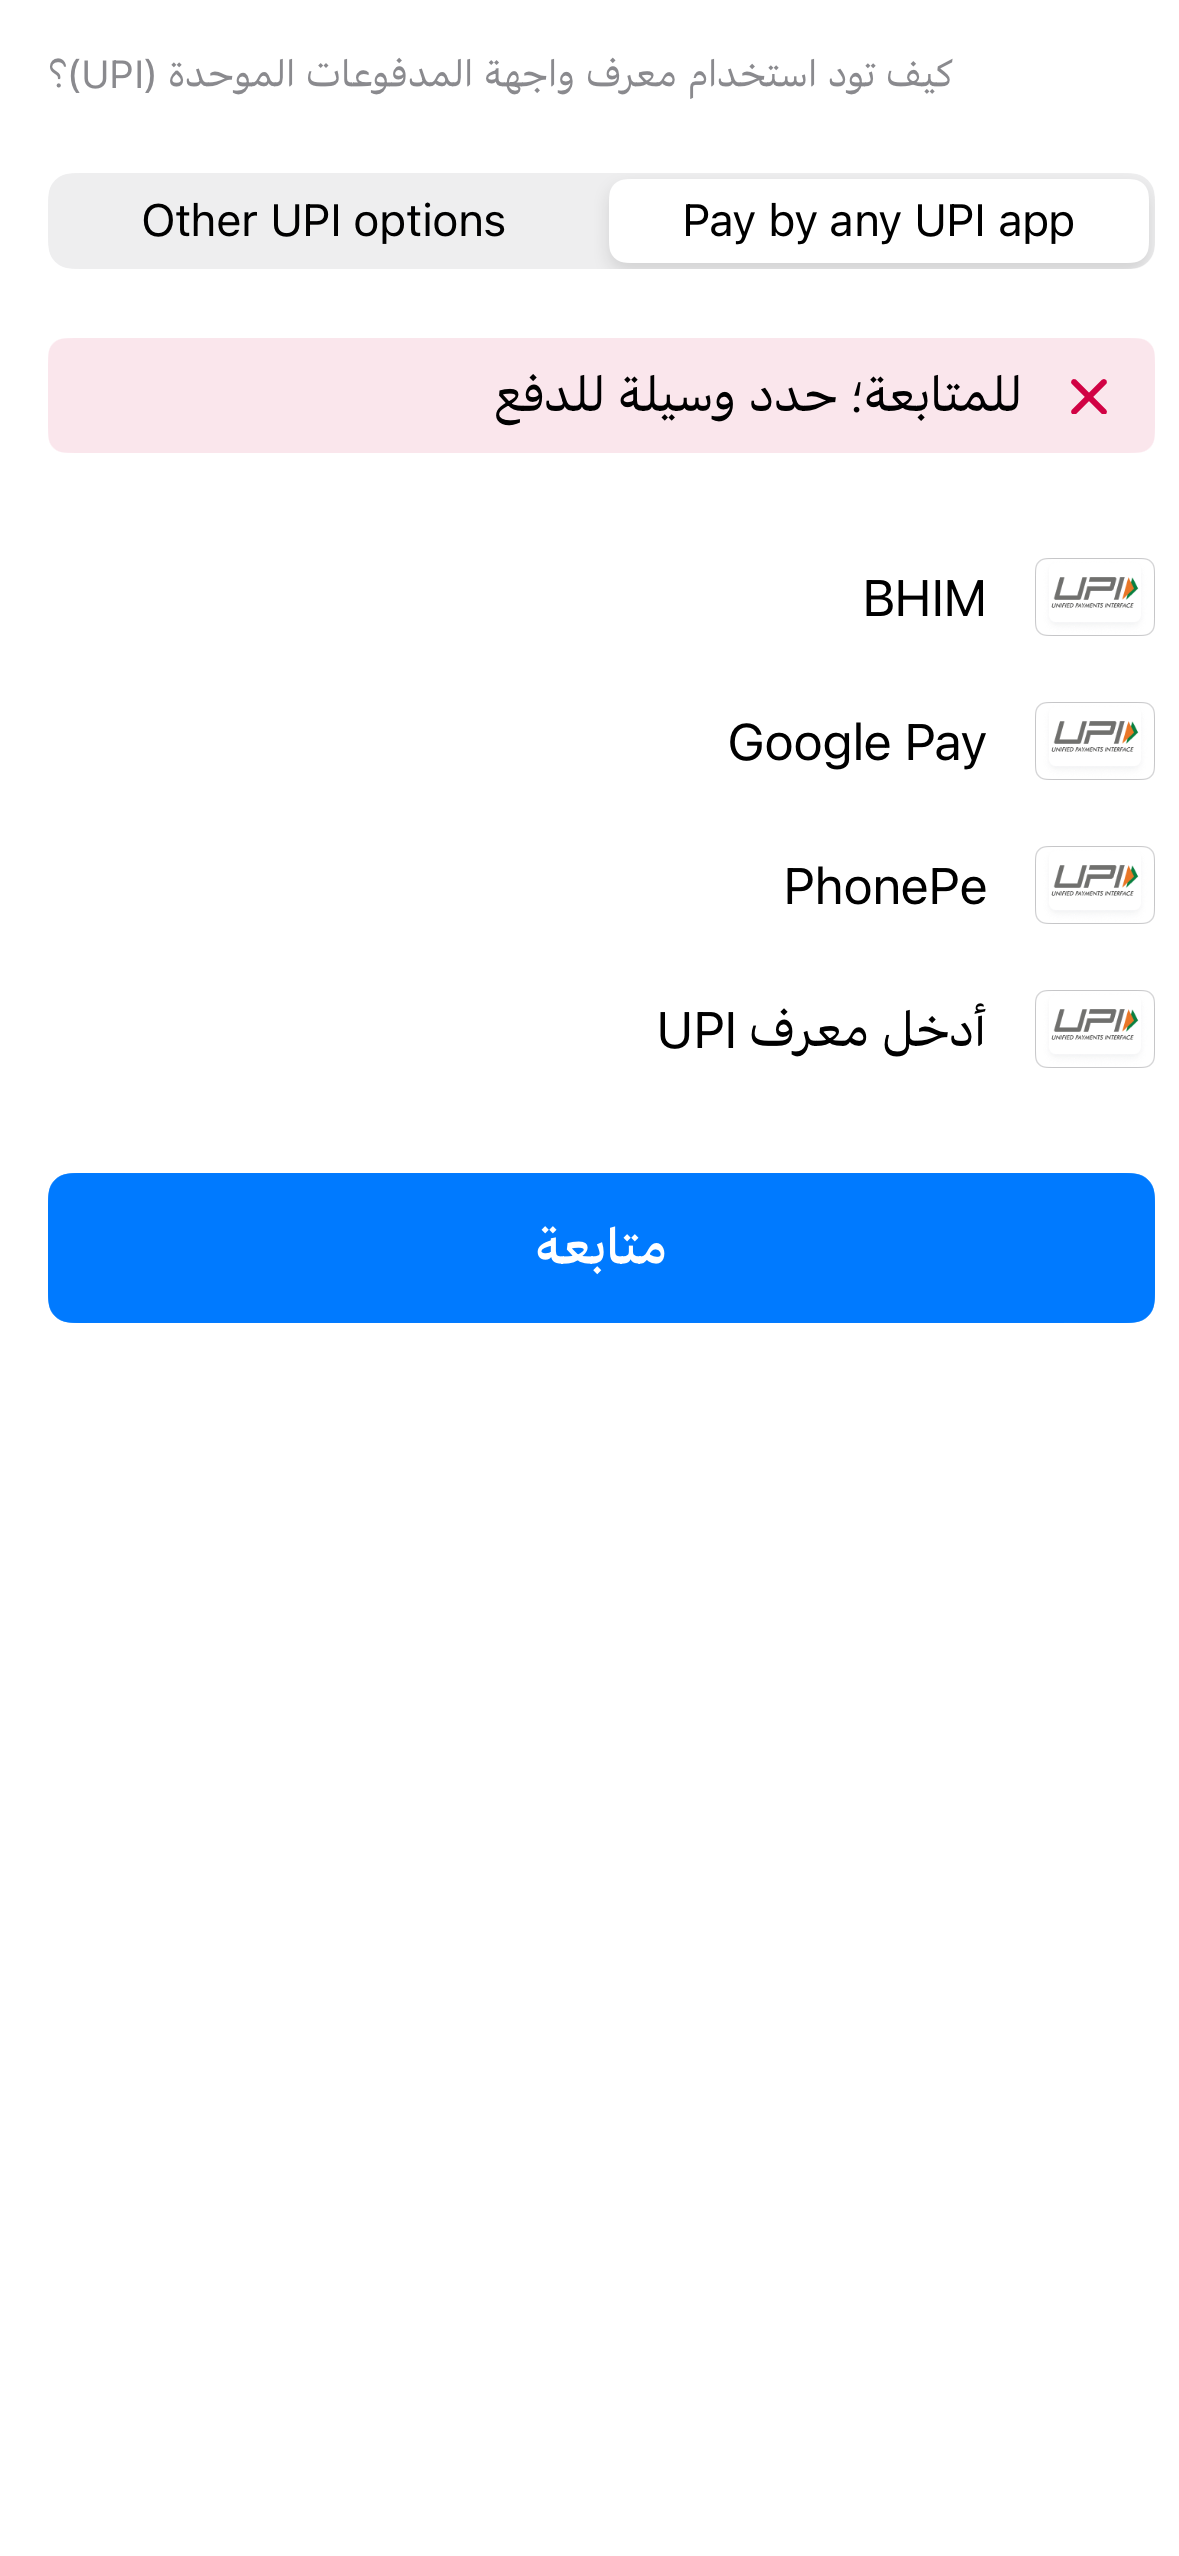 كيف تود استخدام معرف واجهة المدفوعات الموحدة (UPI)؟
Pay by any UPI app
Other UPI options
للمتابعة؛ حدد وسيلة للدفع
UPI
UNIFIED PAYMENTS INTERFACE
BHIM
UPI
UNIFIED PAYMENTS INTERFACE
Google Pay
UPI
UNIFIED PAYMENTS INTERFACE
PhonePe
UPI
UNIFIED PAYMENTS INTERFACE
أدخل معرف UPI
متابعة